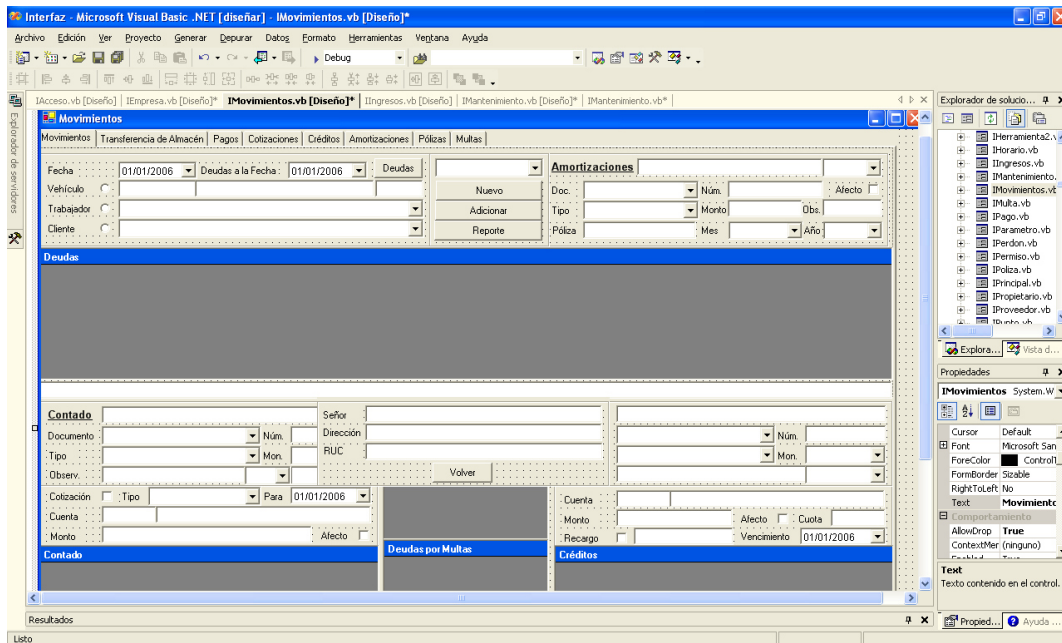 Interfaz - Microsoft Visual Basic .NET [diseñar] - IMovimientos.vb [Diseño]*
Archivo Edición Ver Proyecto Generar Depurar Datos Formato Herramientas Ventana Ayuda
Debug
IAcceso.vb [Diseño] | IEmpresa.vb [Diseño]* | IMovimientos.vb [Diseño]* | IIngresos.vb [Diseño] | IMantenimiento.vb [Diseño]* | IMantenimiento.vb* |
Explorador de servidores
Movimientos
Movimientos | Transferencia de Almacén | Pagos | Cotizaciones | Créditos | Amortizaciones | Pólizas | Multas |
Fecha 01/01/2006 Deudas a la Fecha: 01/01/2006 Deudas Amortizaciones
Vehículo Nuevo Doc. Núm. Afecto
Trabajador Adicionar Tipo Monto Obs.
Cliente Reporte Póliza Mes Año
Deudas
Contado Señor
Documento Núm. Dirección Núm.
Tipo Mon. RUC Mon.
Observ. Volver
Cotización Tipo Para 01/01/2006 Cuenta
Cuenta Monto Afecto Cuota
Monto Afecto Recargo Vencimiento 01/01/2006
Contado Deudas por Multas Créditos
Resultados
Listo
Explorador de solucio...
IHerramienta2.v
IHorario.vb
IIngresos.vb
IMantenimiento.
IMovimientos.vb
IMulta.vb
IPago.vb
IParametro.vb
IPerdon.vb
IPermiso.vb
IPoliza.vb
IPrincipal.vb
IPropietario.vb
IProveedor.vb
IPunto.vb
Explora... Vista d...
Propiedades
IMovimientos System.W
Cursor Default
Font Microsoft San
ForeColor ControlT
FormBorder Sizable
RightToLeft No
Text Movimiento
Comportamiento
AllowDrop True
ContextMer (ninguno)
Enabled True
Text
Texto contenido en el control.
Propied... Ayuda ...